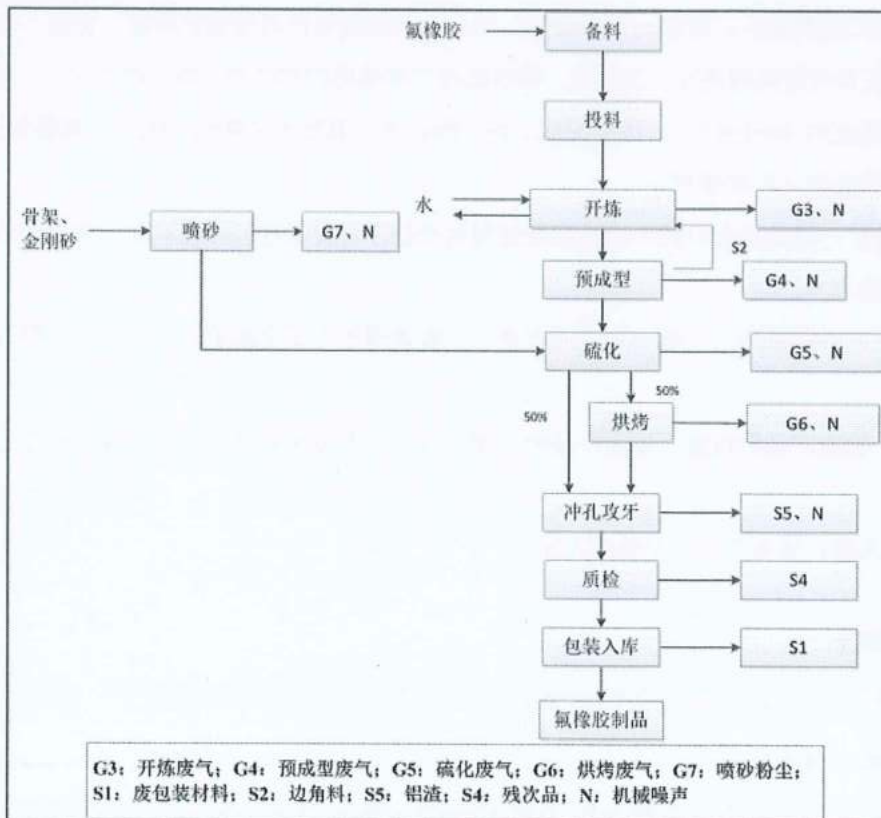 氟橡胶
备料
投料
水
开炼
G3、N
骨架、
金刚砂
喷砂
G7、N
S2
预成型
G4、N
硫化
G5、N
50%
50%
烘烤
G6、N
冲孔攻牙
S5、N
质检
S4
包装入库
S1
氟橡胶制品
G3：开炼废气；G4：预成型废气；G5：硫化废气；G6：烘烤废气；G7：喷砂粉尘；
S1：废包装材料；S2：边角料；S5：铝渣；S4：残次品；N：机械噪声